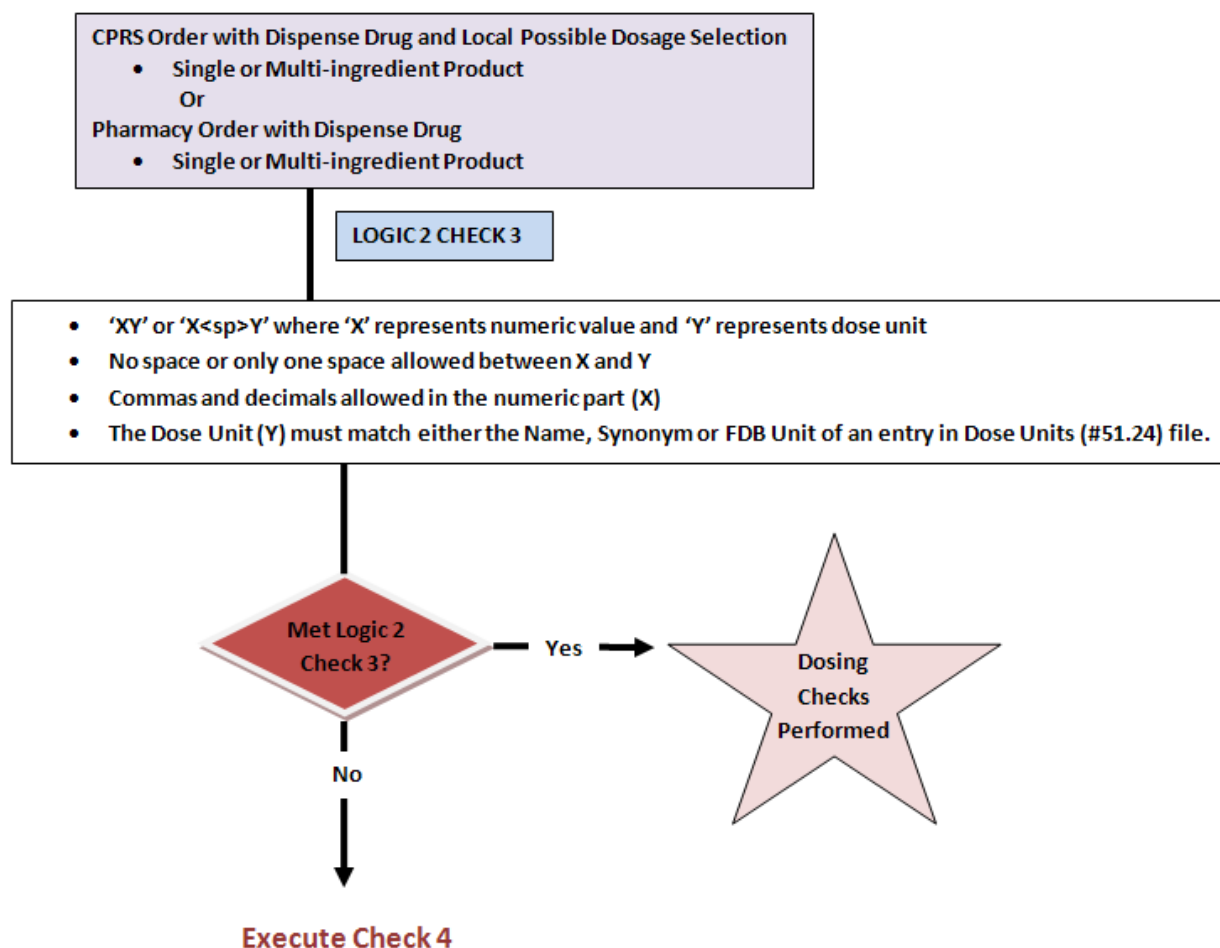 CPRS Order with Dispense Drug and Local Possible Dosage Selection
• Single or Multi-ingredient Product
Or
Pharmacy Order with Dispense Drug
• Single or Multi-ingredient Product
LOGIC 2 CHECK 3
• ‘XY’ or ‘X<sp>Y’ where ‘X’ represents numeric value and ‘Y’ represents dose unit
• No space or only one space allowed between X and Y
• Commas and decimals allowed in the numeric part (X)
• The Dose Unit (Y) must match either the Name, Synonym or FDB Unit of an entry in Dose Units (#51.24) file.
Met Logic 2
Check 3?
Yes
Dosing
Checks
Performed
No
Execute Check 4